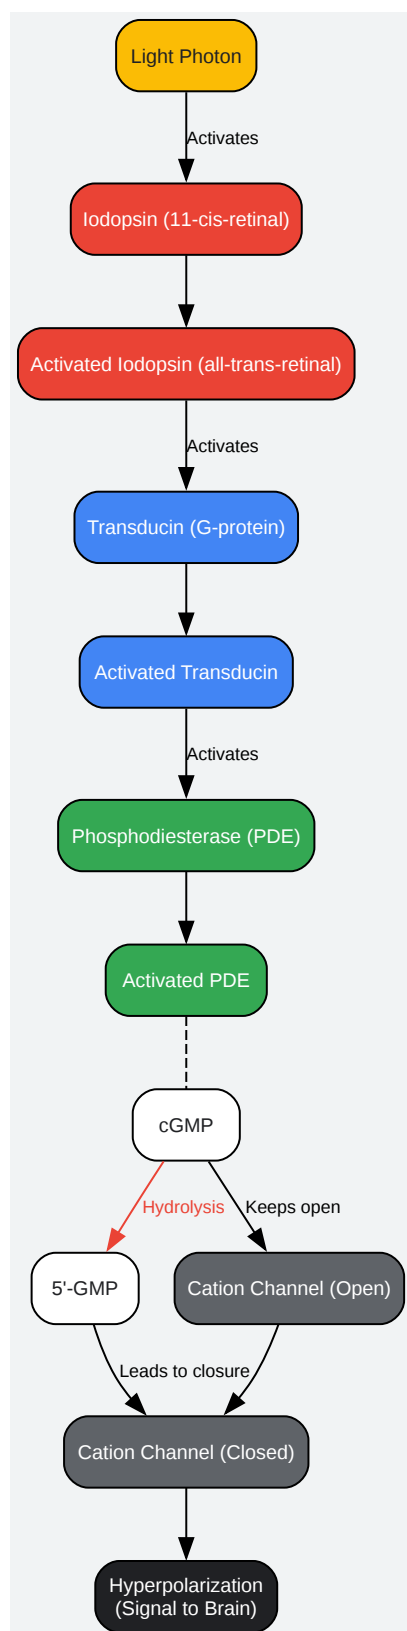 Light Photon
Activates
Iodopsin (11-cis-retinal)
Activated Iodopsin (all-trans-retinal)
Activates
Transducin (G-protein)
Activated Transducin
Activates
Phosphodiesterase (PDE)
Activated PDE
cGMP
Hydrolysis
Keeps open
5'-GMP
Cation Channel (Open)
Leads to closure
Cation Channel (Closed)
Hyperpolarization
(Signal to Brain)